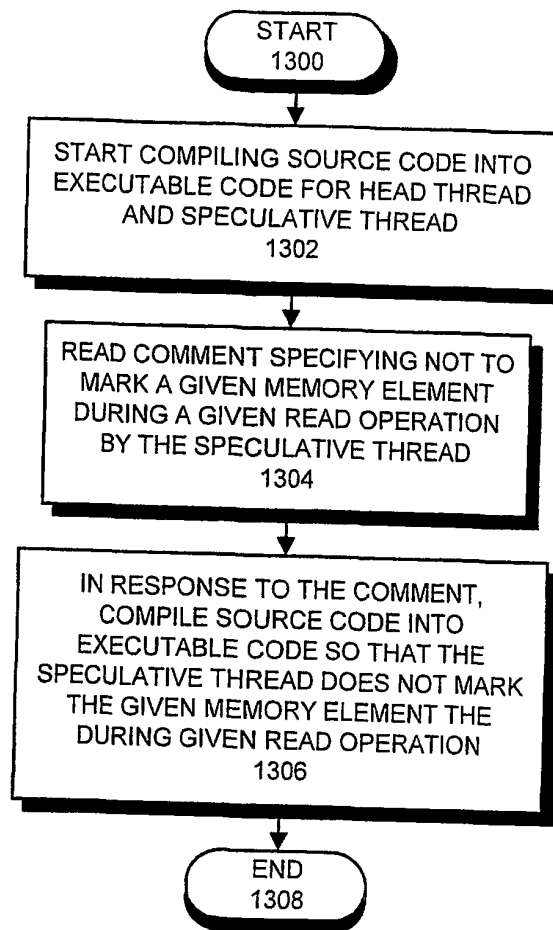 START
1300
START COMPILING SOURCE CODE INTO
EXECUTABLE CODE FOR HEAD THREAD
AND SPECULATIVE THREAD
1302
READ COMMENT SPECIFYING NOT TO
MARK A GIVEN MEMORY ELEMENT
DURING A GIVEN READ OPERATION
BY THE SPECULATIVE THREAD
1304
IN RESPONSE TO THE COMMENT,
COMPILE SOURCE CODE INTO
EXECUTABLE CODE SO THAT THE
SPECULATIVE THREAD DOES NOT MARK
THE GIVEN MEMORY ELEMENT THE
DURING GIVEN READ OPERATION
1306
END
1308